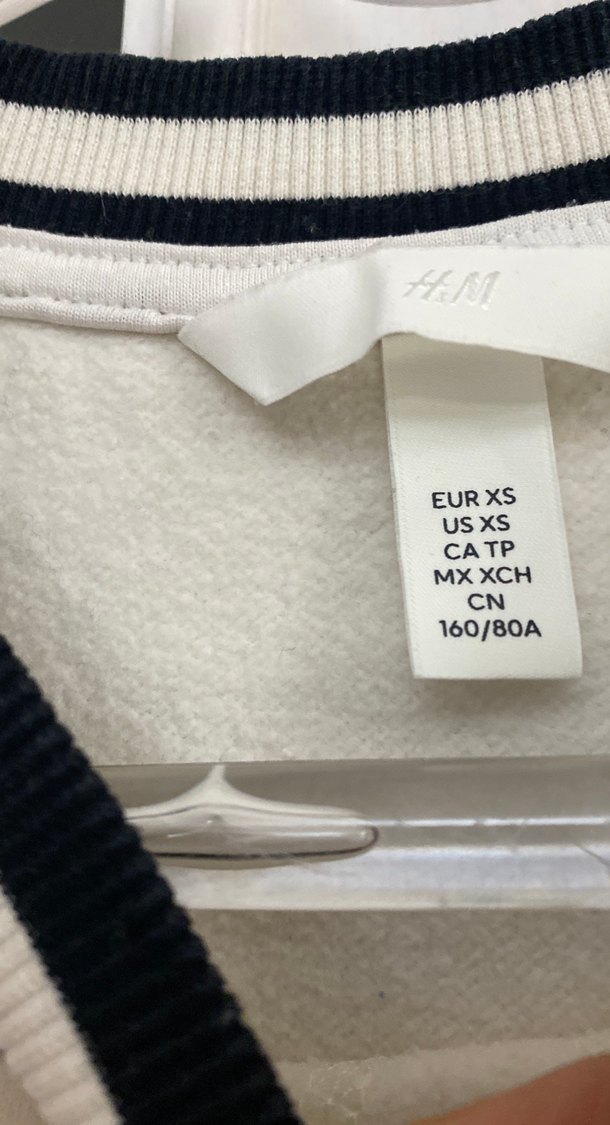 H&M
EUR XS
US XS
CA TP
MX XCH
CN
160/80A